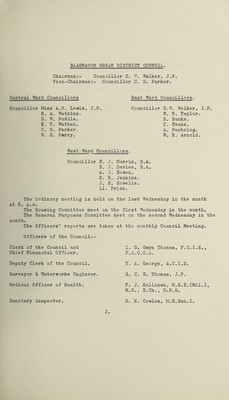 BLAENAVON URBAN DISTRICT COUNCIL.
Chairman:- Councillor D. W. Walker, J.P.
Vice-Chairman:- Councillor C. G. Parker.
Central Ward Councillors
Councillor Miss A.M. Lewis, J.P.
B. A. Watkins.
D. W. Puddle.
E. T. Watton.
C. G. Parker.
W. R. Perry.
East Ward Councillors.
Councillor D.W. Walker, J.P.
W. H. Taylor.
R. Banks.
C. Evans.
A. Penhelog.
W. K. Arnold.
West Ward Councillors.
Councillor R. J. Morris, B.A.
E. Davies, B.A.
A. J. Bowen.
H. K. Jenkins.
J. H. Howells.
Ll. Price.
The Ordinary meeting is held on the last Wednesday in the month
at 6. p.m.
The Housing Committee meet on the first Wednesday in the month.
The General Purposes Committee meet on the second Wednesday in the
month.
The Officers' reports are taken at the monthly Council Meeting.
Officers of the Council:-
Clerk of the Council and
Chief Financial Officer.
I. G. Gwyn Thomas, F.C.I.S.,
F.A.C.C.A.
Deputy Clerk of the Council.
T. A. George, A.C.I.S.
Surveyor & Waterworks Engineer.
G. C. E. Thomas, J.P.
Medical Officer of Health.
F. J. Hallinan, M.B.E.(Mil.),
M.B., B.Ch., D.P.H.
Sanitary Inspector.
D. H. Cowles, M.R.San.I.
2.